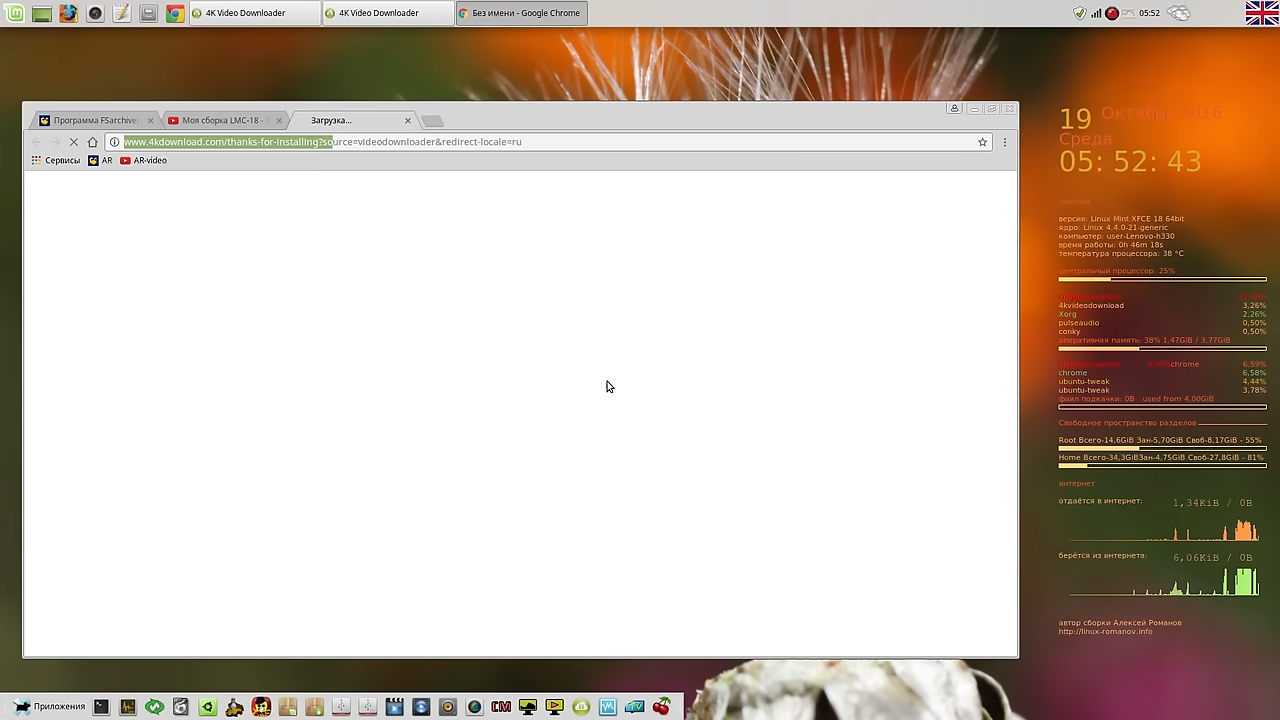 4K Video Downloader
4K Video Downloader
Без имени - Google Chrome
05:52
Программа FSarchive
Моя сборка LMC-18 -
Загрузка...
www.4kdownload.com/thanks-for-installing?source=videodownloader&redirect-locale=ru
Сервисы
AR
AR-video
19 Октябрь 2016
Среда
05: 52: 43
система
версия: Linux Mint XFCE 18 64bit
ядро: Linux 4.4.0-21-generic
компьютер: user-Lenovo-h330
время работы: 0h 46m 18s
температура процессора: 38 °C
центральный процессор: 25%
4kvideodownload 3,26%
Xorg 2,26%
pulseaudio 0,50%
conky 0,50%
оперативная память: 38% 1,47GiB / 3,77GiB
chrome 6,59%
chrome 6,58%
ubuntu-tweak 4,44%
ubuntu-tweak 3,78%
файл подкачки: 0B used from 4,00GiB
Свободное пространство разделов
Root Всего-14,6GiB Зан-5,70GiB Своб-8,17GiB - 55%
Home Всего-34,3GiBЗан-4,75GiB Своб-27,8GiB - 81%
интернет
отдаётся в интернет: 1,34KiB / 0B
берётся из интернета: 6,06KiB / 0B
автор сборки Алексей Романов
http://linux-romanov.info
Приложения
CM